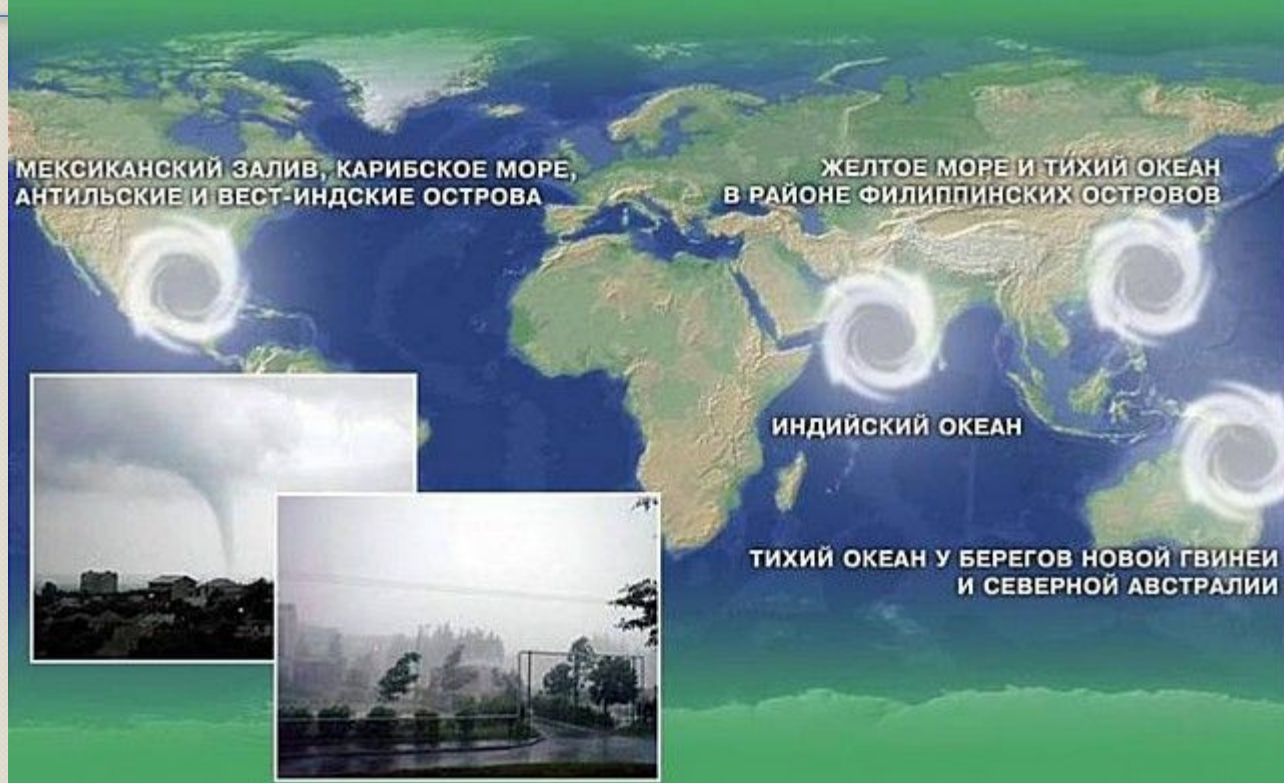 МЕКСИКАНСКИЙ ЗАЛИВ, КАРИБСКОЕ МОРЕ,
АНТИЛЬСКИЕ И ВЕСТ-ИНДСКИЕ ОСТРОВА
ЖЕЛТОЕ МОРЕ И ТИХИЙ ОКЕАН
В РАЙОНЕ ФИЛИППИНСКИХ ОСТРОВОВ
ИНДИЙСКИЙ ОКЕАН
ТИХИЙ ОКЕАН У БЕРЕГОВ НОВОЙ ГВИНЕИ
И СЕВЕРНОЙ АВСТРАЛИИ